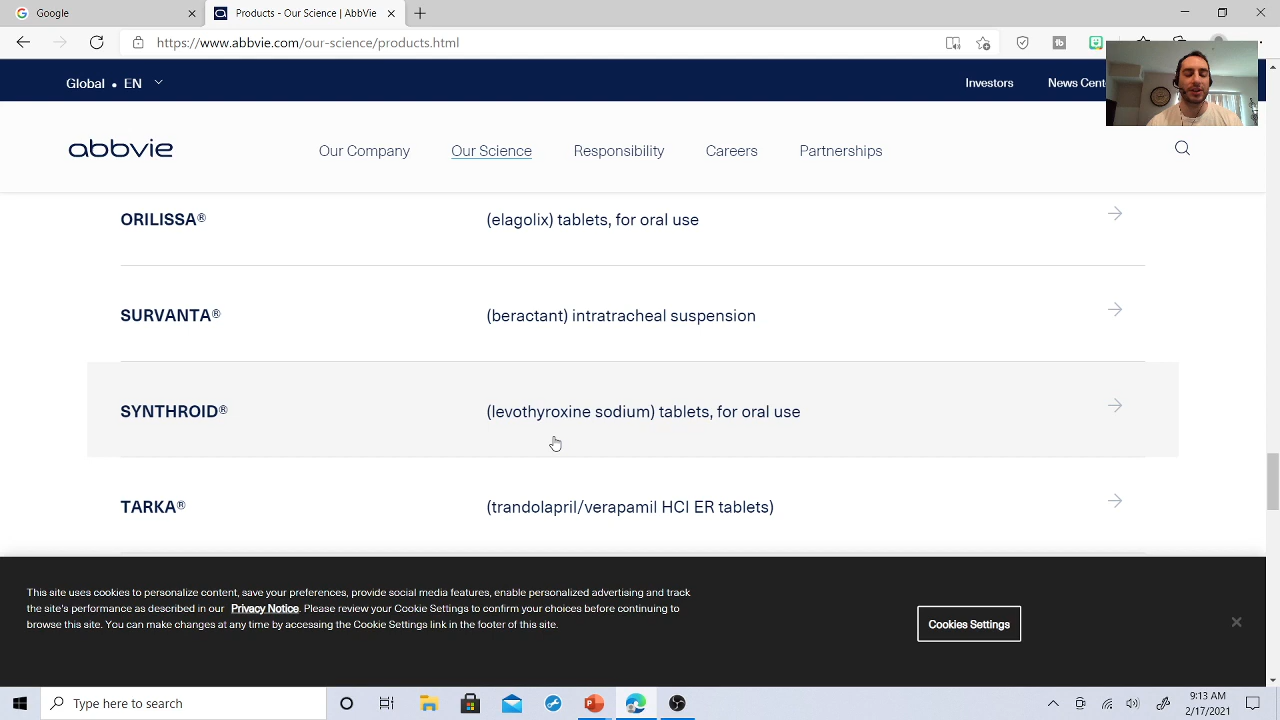 Google
Products - Our Science | AbbVie
https://www.abbvie.com/our-science/products.html
Global • EN
Investors
News Cent
abbvie
Our Company
Our Science
Responsibility
Careers
Partnerships
ORILISSA® (elagolix) tablets, for oral use
SURVANTA® (beractant) intratracheal suspension
SYNTHROID® (levothyroxine sodium) tablets, for oral use
TARKA® (trandolapril/verapamil HCl ER tablets)
This site uses cookies to personalize content, save your preferences, provide social media features, enable personalized advertising and track
the site's performance as described in our Privacy Notice. Please review your Cookie Settings to confirm your choices before continuing to
browse this site. You can make changes at any time by accessing the Cookie Settings link in the footer of this site.
Cookies Settings
Type here to search
9:13 AM
2/17/2021